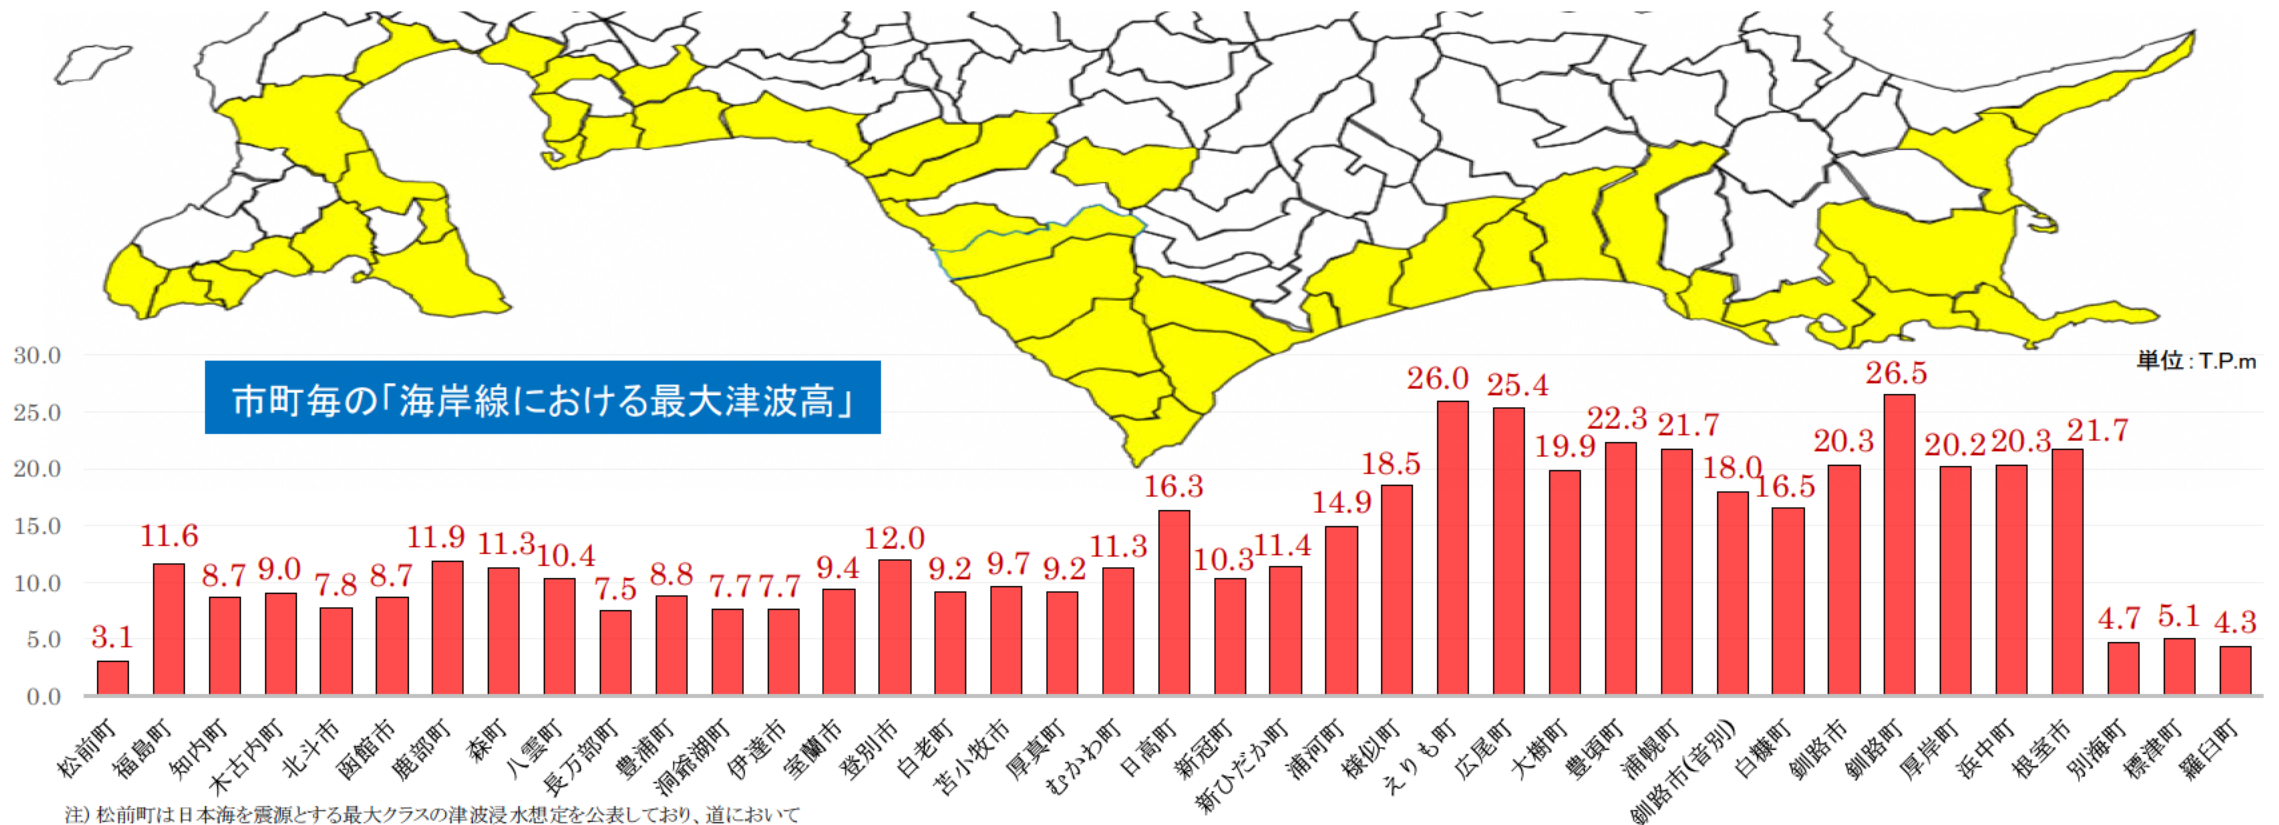 市町毎の「海岸線における最大津波高」
単位：T.P.m
30.0
25.0
20.0
15.0
10.0
5.0
0.0
3.1
11.6
8.7
9.0
7.8
8.7
11.9
11.3
10.4
7.5
8.8
7.7
7.7
9.4
12.0
9.2
9.7
9.2
11.3
16.3
10.3
11.4
14.9
18.5
26.0
25.4
19.9
22.3
21.7
18.0
16.5
20.3
26.5
20.2
20.3
21.7
4.7
5.1
4.3
松前町
福島町
知内町
木古内町
北斗市
函館市
鹿部町
森町
八雲町
長万部町
豊浦町
洞爺湖町
伊達市
室蘭市
登別市
白老町
苫小牧市
厚真町
むかわ町
日高町
新冠町
新ひだか町
浦河町
様似町
えりも町
広尾町
大樹町
豊頃町
浦幌町
釧路市(音別)
白糠町
釧路市
釧路町
厚岸町
浜中町
根室市
別海町
標津町
羅臼町
注）松前町は日本海を震源とする最大クラスの津波浸水想定を公表しており、道において